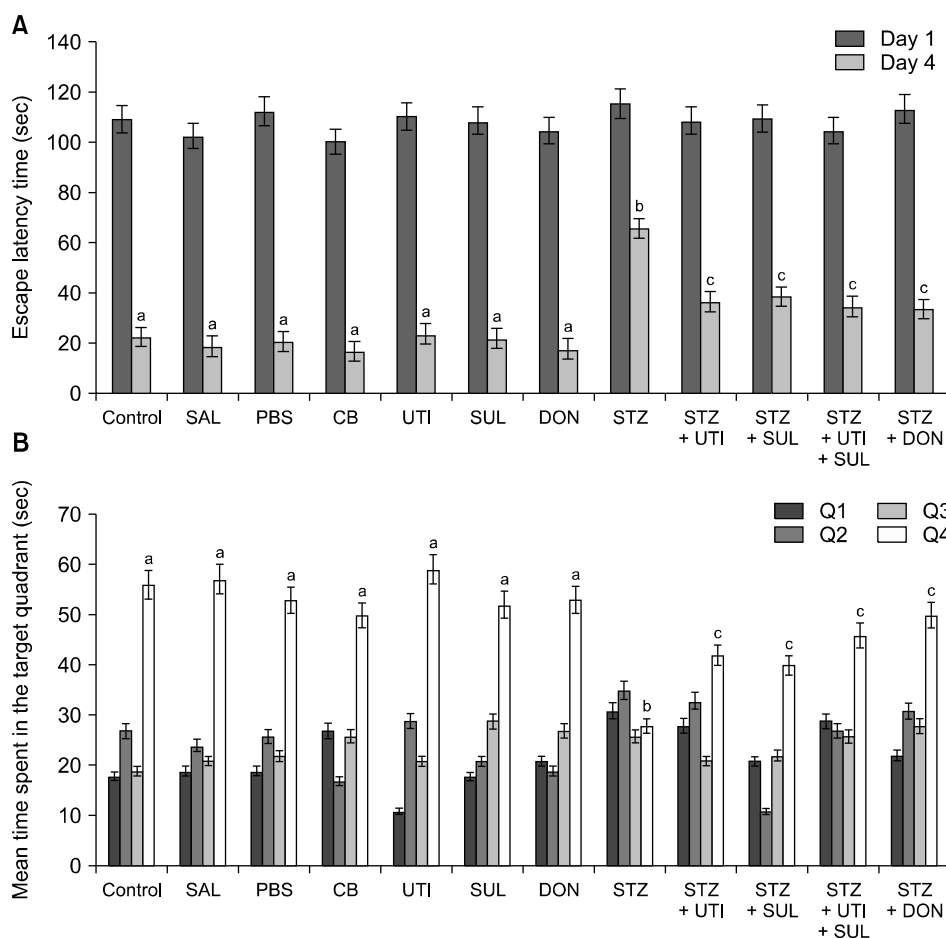 A
Escape latency time (sec)
140
120
100
80
60
40
20
0
Day 1
Day 4
a
a
a
a
a
a
a
b
c
c
c
c
Control SAL PBS CB UTI SUL DON STZ STZ STZ STZ STZ
+ UTI + SUL + UTI + DON
+ SUL
B
Mean time spent in the target quadrant (sec)
70
60
50
40
30
20
10
0
Q1 Q3
Q2 Q4
a
a
a
a
a
a
a
b
c
c
c
c
Control SAL PBS CB UTI SUL DON STZ STZ STZ STZ STZ
+ UTI + SUL + UTI + DON
+ SUL